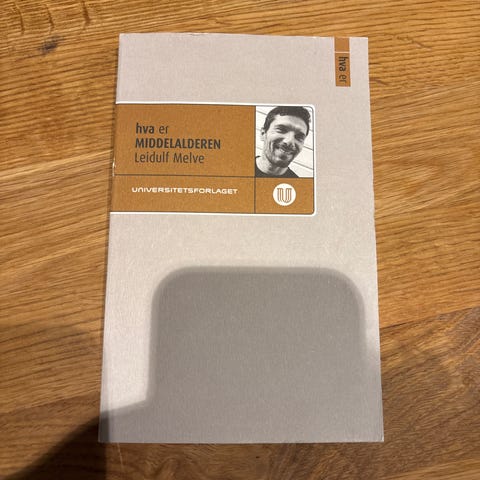 hva er
hva er
MIDDELALDEREN
Leidulf Melve
UNIVERSITETSFORLAGET
U